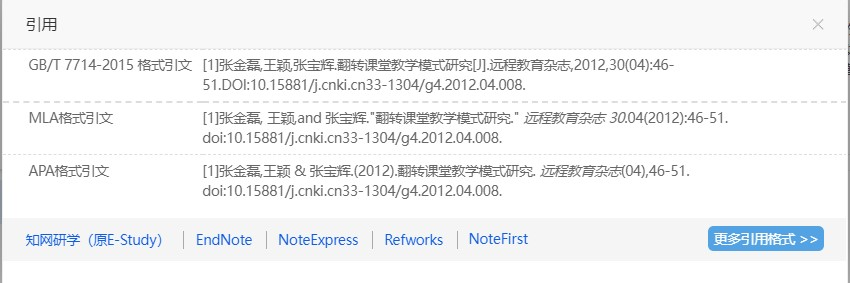 引用
GB/T 7714-2015 格式引文 [1]张金磊,王颖,张宝辉.翻转课堂教学模式研究[J].远程教育杂志,2012,30(04):46-
51.DOI:10.15881/j.cnki.cn33-1304/g4.2012.04.008.
MLA格式引文 [1]张金磊, 王颖,and 张宝辉."翻转课堂教学模式研究." 远程教育杂志 30.04(2012):46-51.
doi:10.15881/j.cnki.cn33-1304/g4.2012.04.008.
APA格式引文 [1]张金磊,王颖 & 张宝辉.(2012).翻转课堂教学模式研究. 远程教育杂志(04),46-51.
doi:10.15881/j.cnki.cn33-1304/g4.2012.04.008.
知网研学（原E-Study） EndNote NoteExpress Refworks NoteFirst 更多引用格式 >>